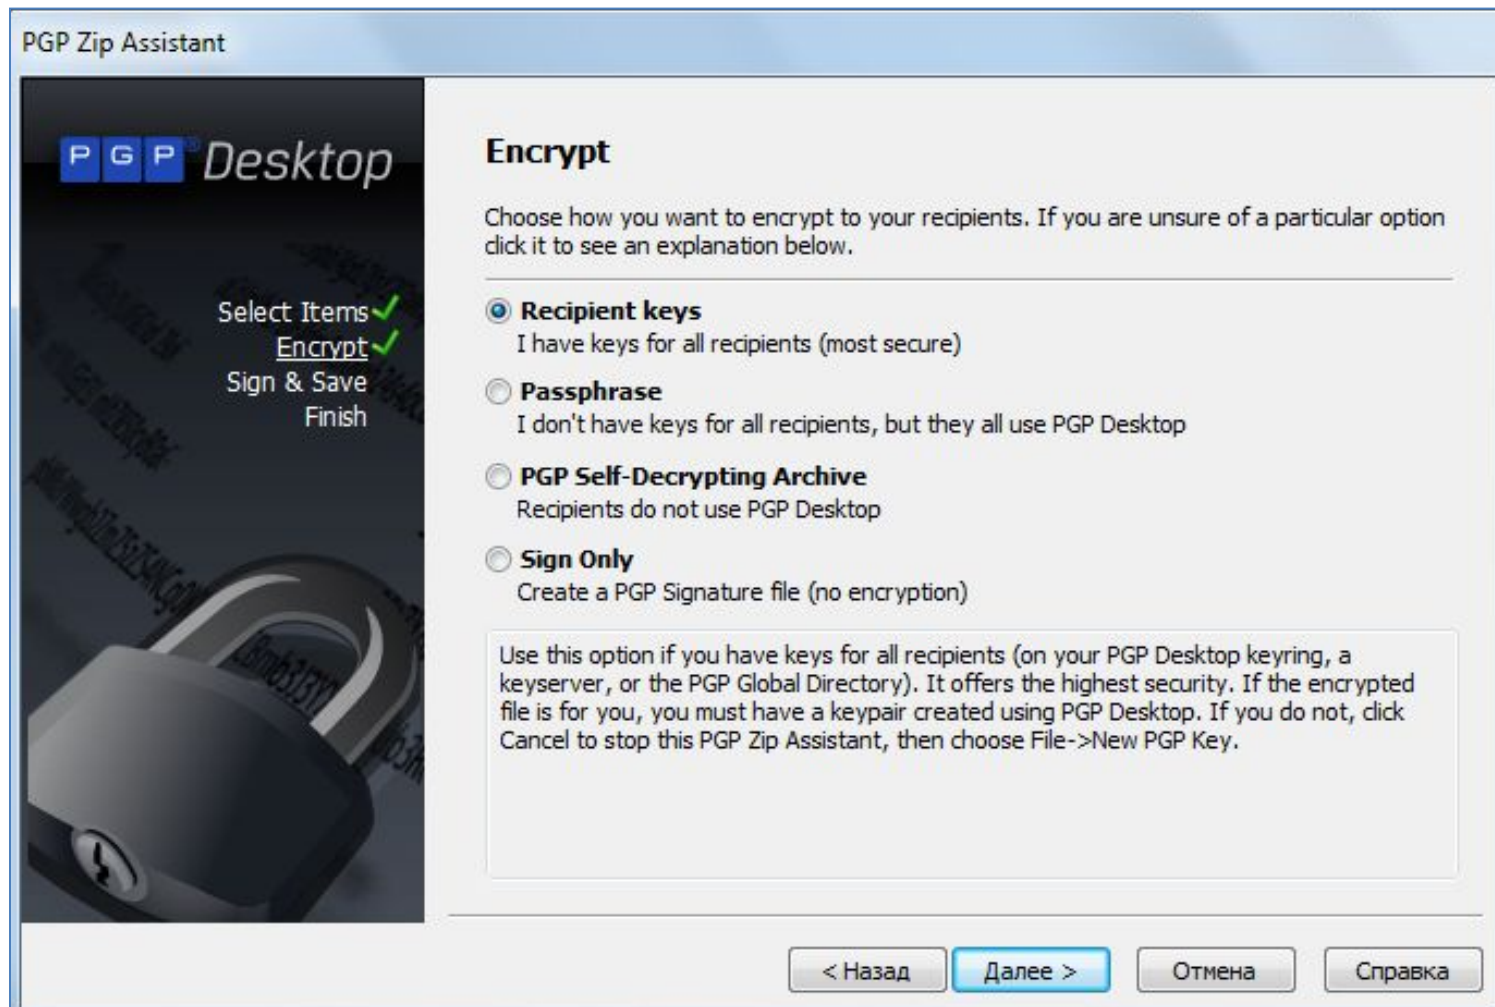 PGP Zip Assistant
PGP® Desktop
Select Items
Encrypt
Sign & Save
Finish
Encrypt
Choose how you want to encrypt to your recipients. If you are unsure of a particular option
click it to see an explanation below.
Recipient keys
I have keys for all recipients (most secure)
Passphrase
I don't have keys for all recipients, but they all use PGP Desktop
PGP Self-Decrypting Archive
Recipients do not use PGP Desktop
Sign Only
Create a PGP Signature file (no encryption)
Use this option if you have keys for all recipients (on your PGP Desktop keyring, a
keyserver, or the PGP Global Directory). It offers the highest security. If the encrypted
file is for you, you must have a keypair created using PGP Desktop. If you do not, click
Cancel to stop this PGP Zip Assistant, then choose File->New PGP Key.
< Назад
Далее >
Отмена
Справка